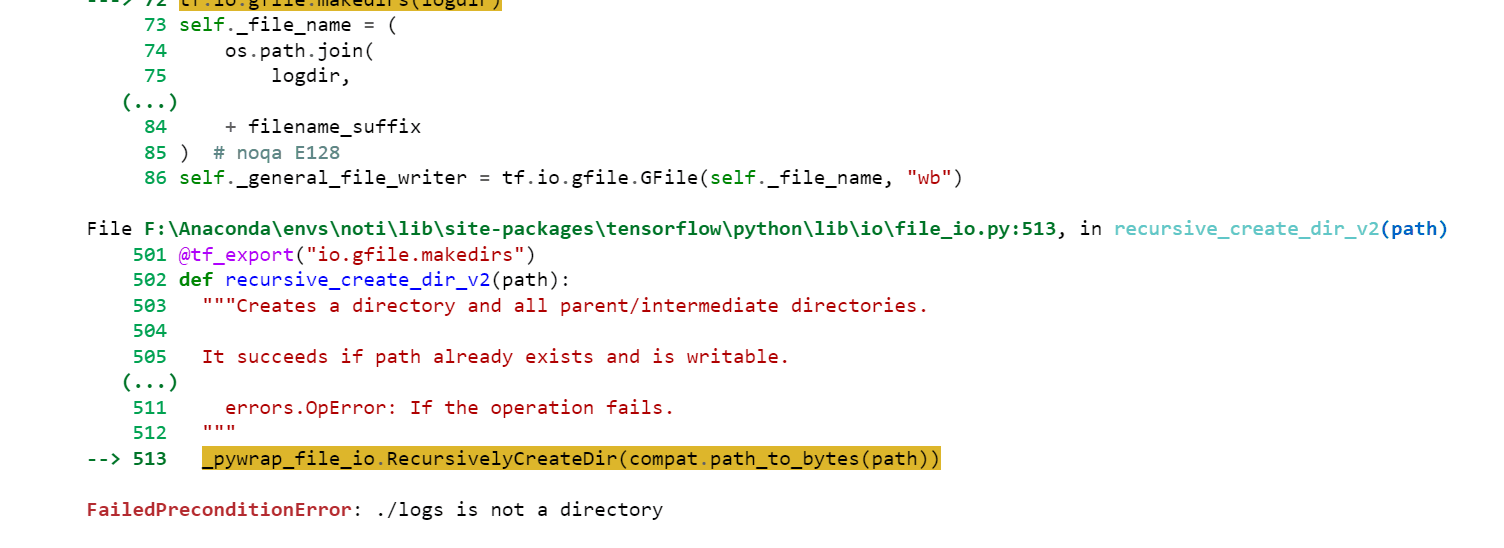 ---> 72 tf.io.gfile.makedirs(logdir)
73 self._file_name = (
74     os.path.join(
75         logdir,
(...)
84     + filename_suffix
85 )  # noqa E128
86 self._general_file_writer = tf.io.gfile.GFile(self._file_name, "wb")
File F:\Anaconda\envs\noti\lib\site-packages\tensorflow\python\lib\io\file_io.py:513, in recursive_create_dir_v2(path)
501 @tf_export("io.gfile.makedirs")
502 def recursive_create_dir_v2(path):
503   """Creates a directory and all parent/intermediate directories.
504
505   It succeeds if path already exists and is writable.
(...)
511     errors.OpError: If the operation fails.
512   """
--> 513   _pywrap_file_io.RecursivelyCreateDir(compat.path_to_bytes(path))
FailedPreconditionError: ./logs is not a directory